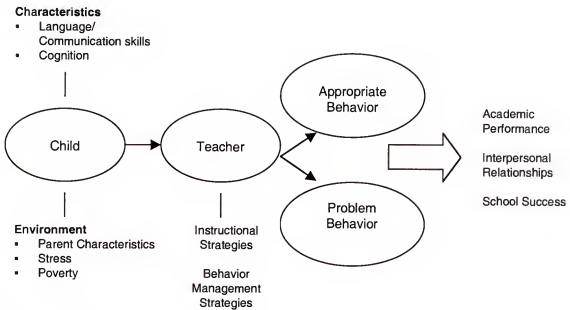 Characteristics
▪ Language/
Communication skills
▪ Cognition
Child
Teacher
Appropriate
Behavior
Problem
Behavior
Academic
Performance
Interpersonal
Relationships
School Success
Environment
▪ Parent Characteristics
▪ Stress
▪ Poverty
Instructional
Strategies
Behavior
Management
Strategies